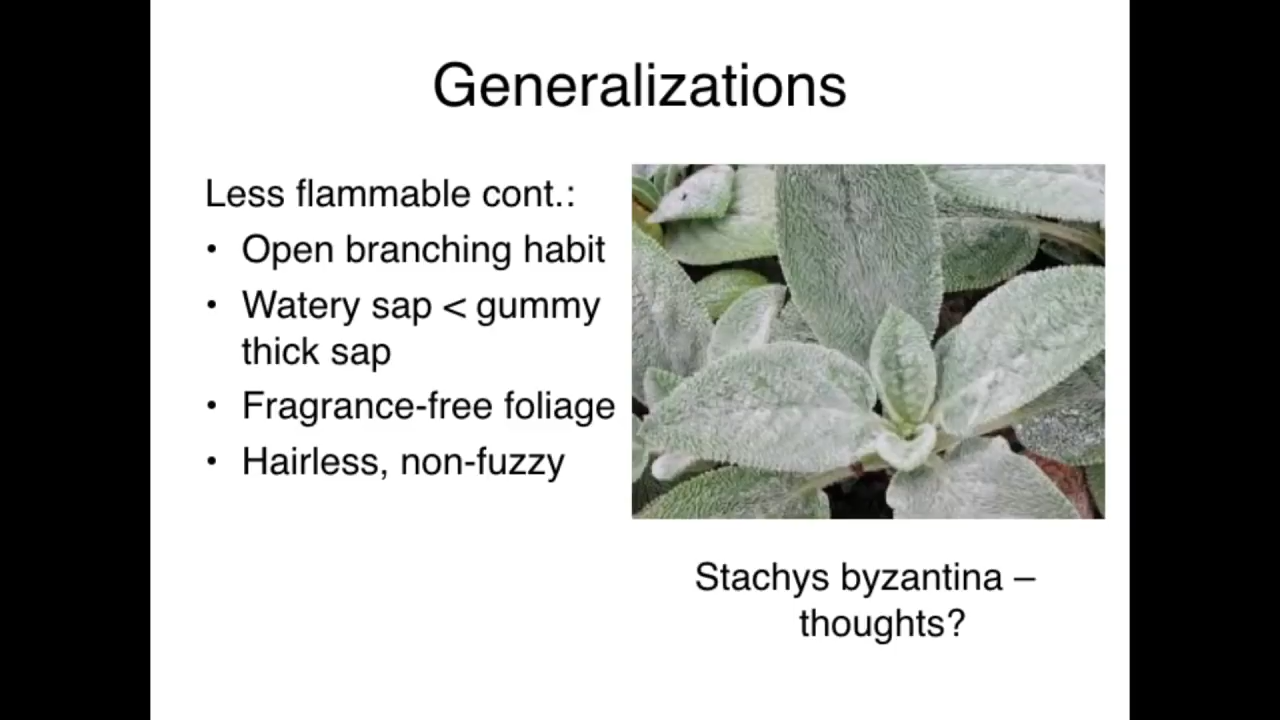 Generalizations
Less flammable cont.:
• Open branching habit
• Watery sap < gummy
thick sap
• Fragrance-free foliage
• Hairless, non-fuzzy
Stachys byzantina –
thoughts?